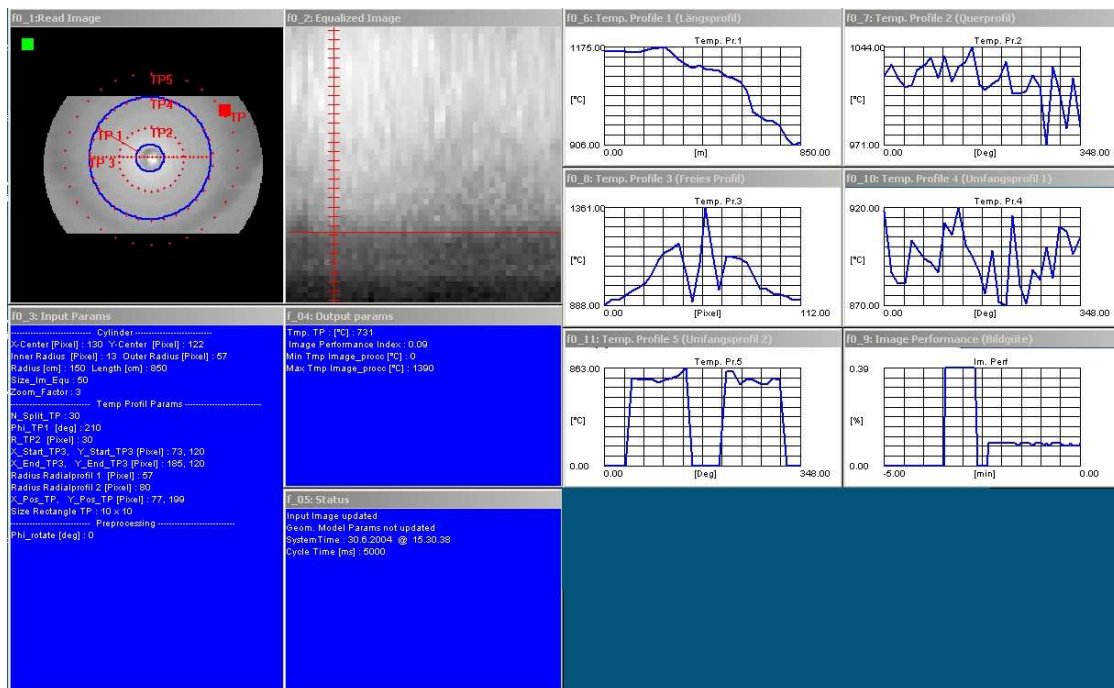 f0_1:Read Image
TP5
TP4
TP
TP 1
TP2
TP 3
f0_2: Equalized Image
f0_6: Temp. Profile 1 (Längsprofil)
Temp. Pr.1
1175.00
[°C]
906.00
0.00
[m]
850.00
f0_7: Temp. Profile 2 (Querprofil)
Temp. Pr.2
1044.00
[°C]
971.00
0.00
[Deg]
348.00
f0_8: Temp. Profile 3 (Freies Profil)
Temp. Pr.3
1361.00
[°C]
888.00
0.00
[Pixel]
112.00
f0_10: Temp. Profile 4 (Umfangsprofil 1)
Temp. Pr.4
920.00
[°C]
870.00
0.00
[Deg]
348.00
f0_3: Input Params
Cylinder
X-Center [Pixel] : 130 Y-Center [Pixel] : 122
Inner Radius [Pixel] : 13 Outer Radius [Pixel] : 57
Radius [cm] : 150 Length [cm] : 850
Size_Im_Equ : 50
Zoom_Factor : 3
Temp Profil Params
N_Split_TP : 30
Phi_TP1 [deg] : 210
R_TP2 [Pixel] : 30
X_Start_TP3, Y_Start_TP3 [Pixel] : 73, 120
X_End_TP3, Y_End_TP3 [Pixel] : 185, 120
Radius Radialprofil 1 [Pixel] : 57
Radius Radialprofil 2 [Pixel] : 80
X_Pos_TP, Y_Pos_TP [Pixel] : 77, 199
Size Rectangle TP : 10 x 10
Preprocessing
Phi_rotate [deg] : 0
f_04: Output params
Tmp. TP : [°C] : 731
Image Performance Index : 0.09
Min Tmp Image_procc [°C] : 0
Max Tmp Image_procc [°C] : 1390
f0_11: Temp. Profile 5 (Umfangsprofil 2)
Temp. Pr.5
863.00
[°C]
0.00
0.00
[Deg]
348.00
f0_9: Image Performance (Bildgüte)
Im. Perf
0.39
[%]
0.00
-5.00
[min]
0.00
f_05: Status
Input Image updated
Geom. Model Params not updated
SystemTime : 30.6.2004 @ 15.30.38
Cycle Time [ms] : 5000